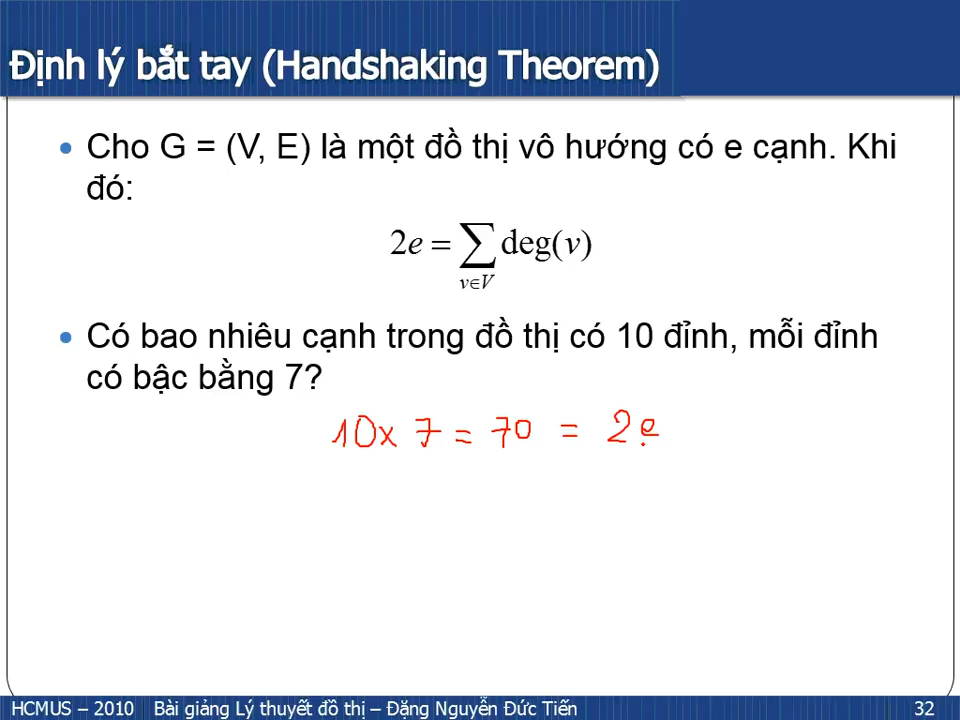 Định lý bắt tay (Handshaking Theorem)
• Cho G = (V, E) là một đồ thị vô hướng có e cạnh. Khi
đó:
2e = ∑ deg(v)
v∈V
• Có bao nhiêu cạnh trong đồ thị có 10 đỉnh, mỗi đỉnh
có bậc bằng 7?
10x 7 = 70 = 2e
HCMUS – 2010 Bài giảng Lý thuyết đồ thị – Đặng Nguyễn Đức Tiến 32